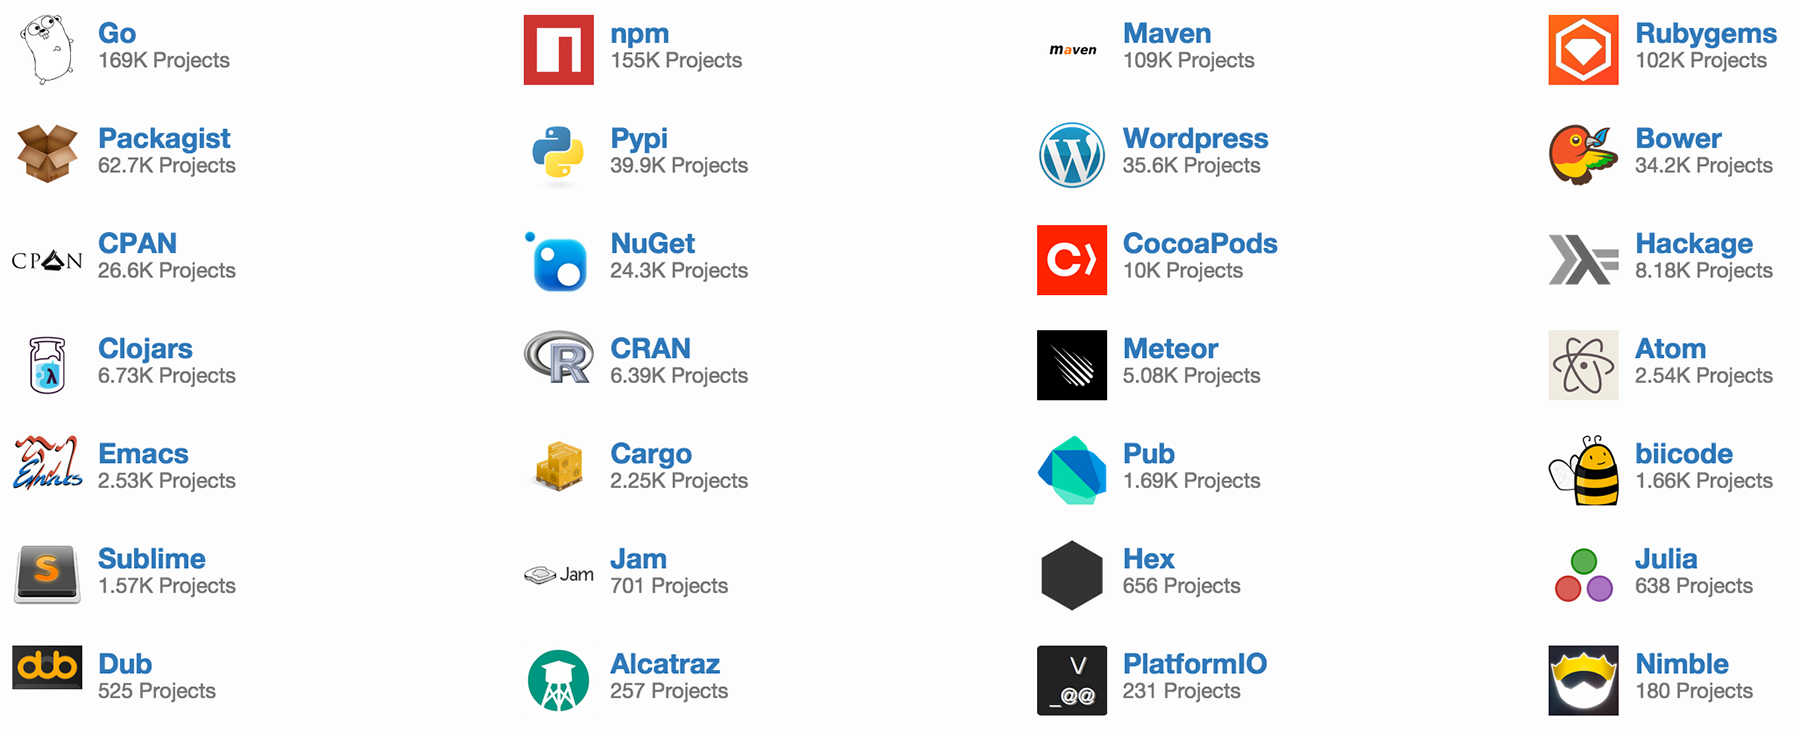 Go
169K Projects
npm
155K Projects
maven
Maven
109K Projects
Rubygems
102K Projects
Packagist
62.7K Projects
Pypi
39.9K Projects
W
Wordpress
35.6K Projects
Bower
34.2K Projects
CPAN
CPAN
26.6K Projects
NuGet
24.3K Projects
C
CocoaPods
10K Projects
Hackage
8.18K Projects
λ
Clojars
6.73K Projects
R
CRAN
6.39K Projects
Meteor
5.08K Projects
Atom
2.54K Projects
Emacs
Emacs
2.53K Projects
Cargo
2.25K Projects
Pub
1.69K Projects
biicode
1.66K Projects
S
Sublime
1.57K Projects
Jam
Jam
701 Projects
Hex
656 Projects
Julia
638 Projects
dub
Dub
525 Projects
Alcatraz
257 Projects
V
_@@
PlatformIO
231 Projects
Nimble
180 Projects